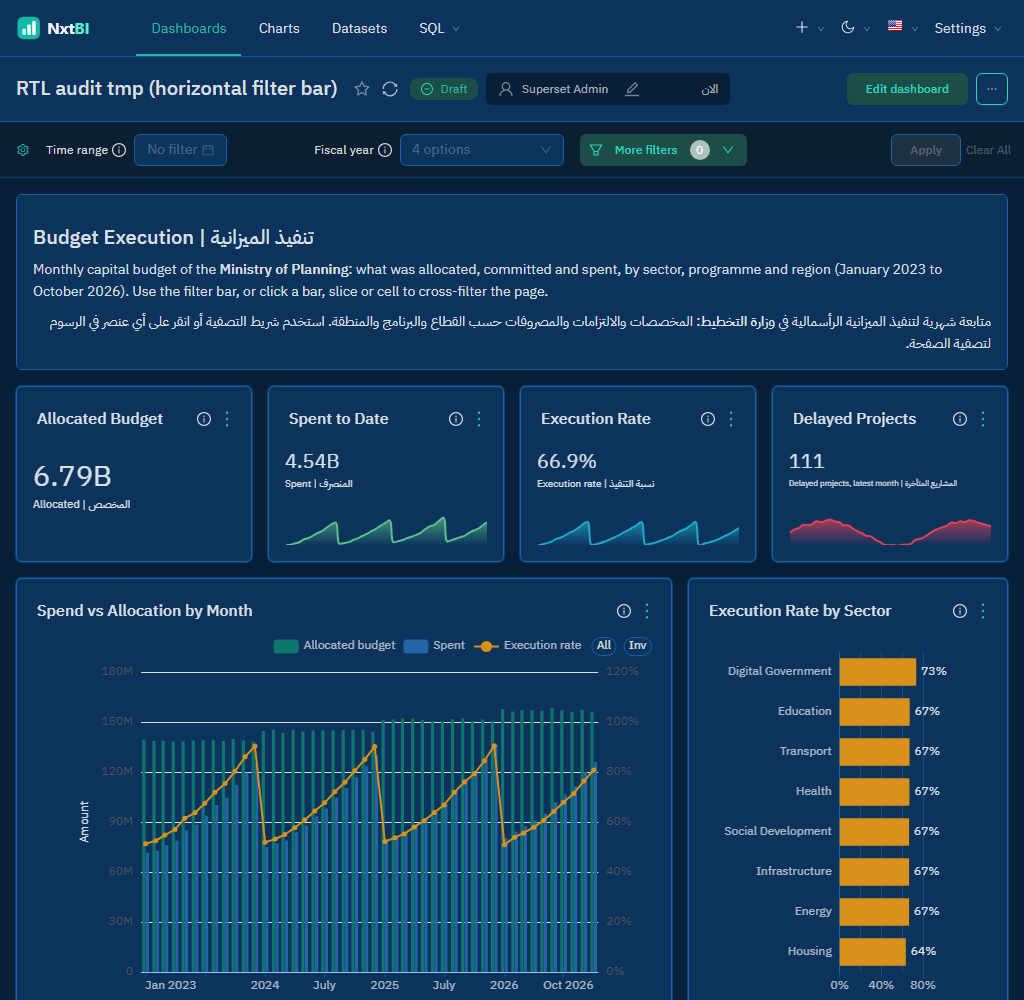 NxtBI
Dashboards
Charts
Datasets
SQL
Settings
RTL audit tmp (horizontal filter bar)
Draft
Superset Admin
الآن
Edit dashboard
...
Time range
No filter
Fiscal year
4 options
More filters
0
Apply
Clear All
Budget Execution | تنفيذ الميزانية
Monthly capital budget of the Ministry of Planning: what was allocated, committed and spent, by sector, programme and region (January 2023 to
October 2026). Use the filter bar, or click a bar, slice or cell to cross-filter the page.
متابعة شهرية لتنفيذ الميزانية الرأسمالية في وزارة التخطيط: المخصصات والالتزامات والمصروفات حسب القطاع والبرنامج والمنطقة. استخدم شريط التصفية أو انقر على أي عنصر في الرسوم
لتصفية الصفحة.
Allocated Budget
6.79B
Allocated | المخصص
Spent to Date
4.54B
Spent | المنصرف
Execution Rate
66.9%
Execution rate | نسبة التنفيذ
Delayed Projects
111
Delayed projects, latest month | المشاريع المتأخرة
Spend vs Allocation by Month
Allocated budget
Spent
Execution rate
All
Inv
180M
150M
120M
90M
60M
30M
0
Amount
120%
100%
80%
60%
40%
20%
0%
Jan 2023
2024
July
2025
July
2026
Oct 2026
Execution Rate by Sector
Digital Government 73%
Education 67%
Transport 67%
Health 67%
Social Development 67%
Infrastructure 67%
Energy 67%
Housing 64%
0% 40% 80%